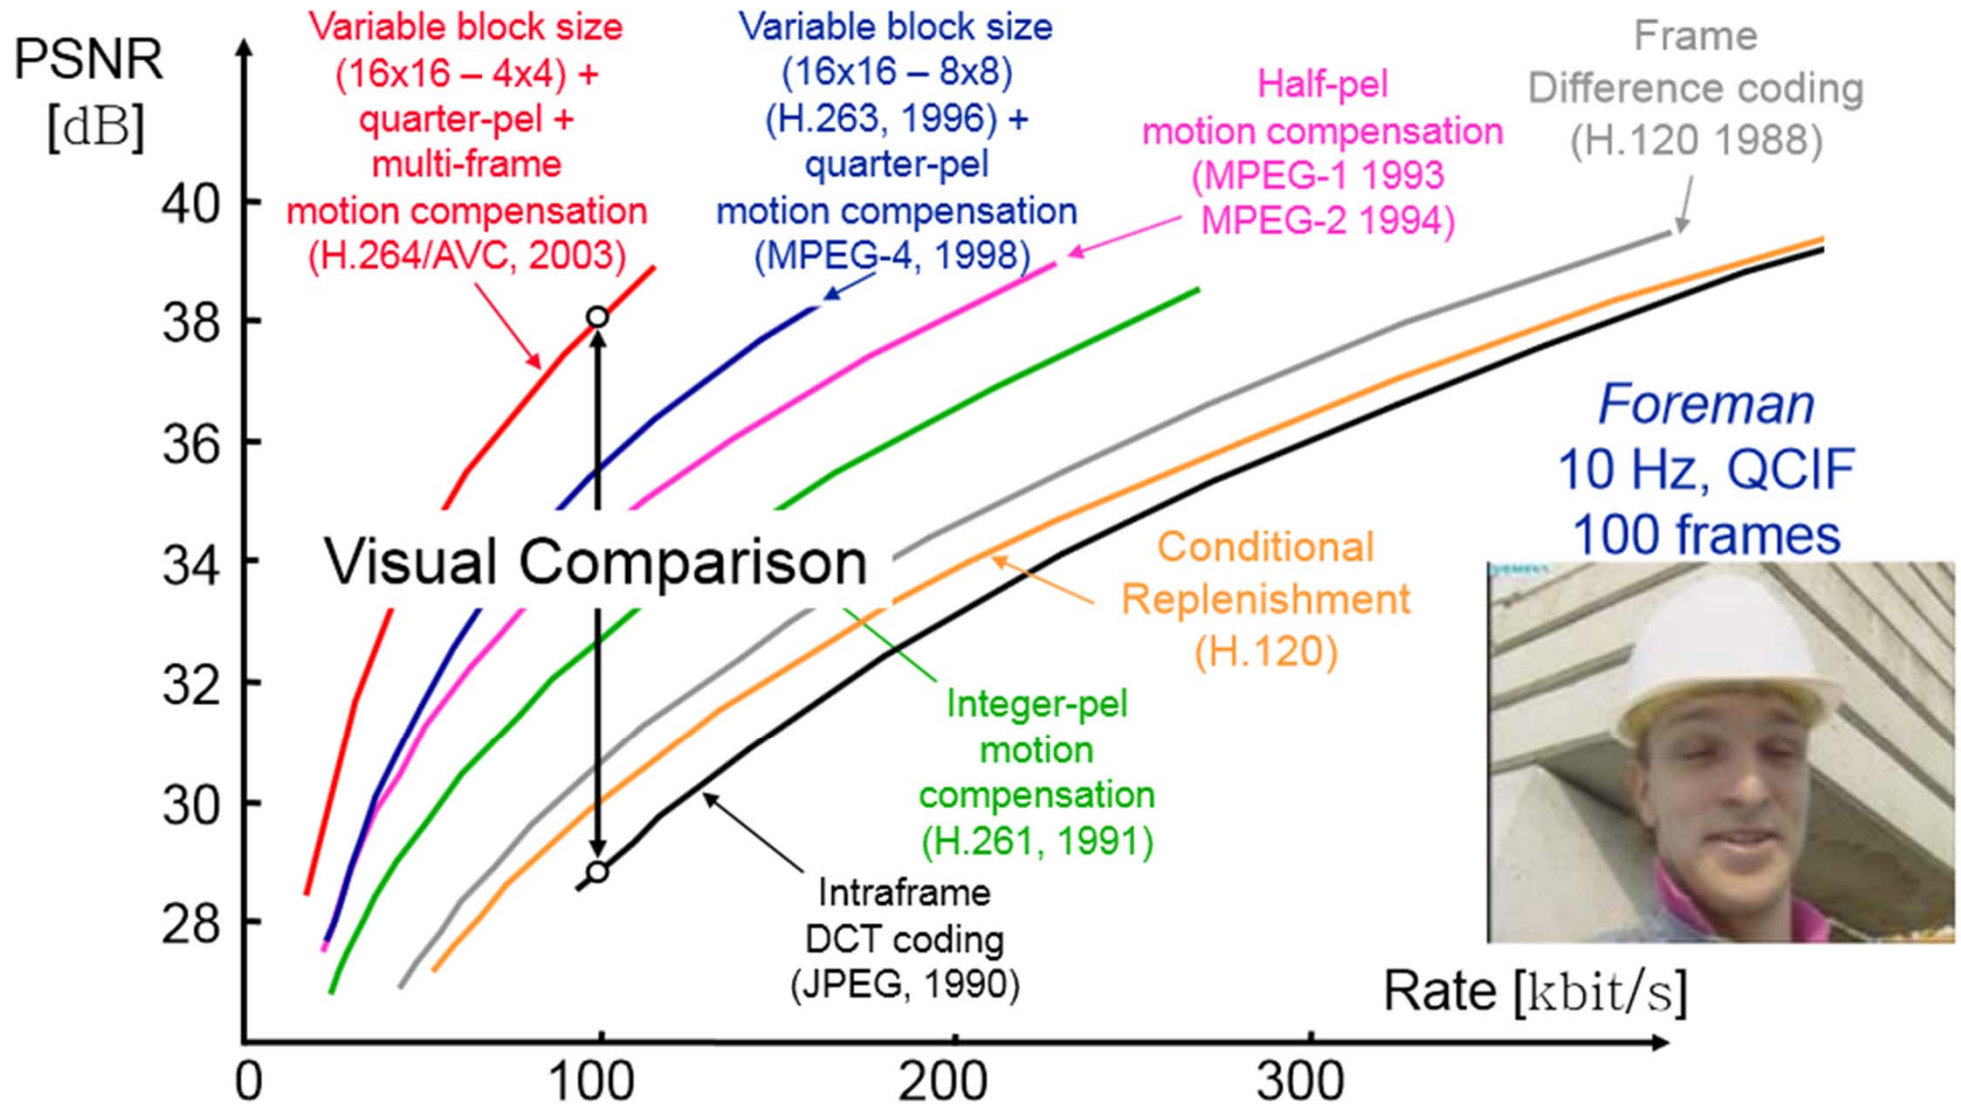 PSNR
[dB]
Variable block size
(16x16 – 4x4) +
quarter-pel +
multi-frame
motion compensation
(H.264/AVC, 2003)
Variable block size
(16x16 – 8x8)
(H.263, 1996) +
quarter-pel
motion compensation
(MPEG-4, 1998)
Half-pel
motion compensation
(MPEG-1 1993
MPEG-2 1994)
Frame
Difference coding
(H.120 1988)
40
38
36
34
32
30
28
Visual Comparison
Foreman
10 Hz, QCIF
100 frames
SIEMENS
Conditional
Replenishment
(H.120)
Integer-pel
motion
compensation
(H.261, 1991)
Intraframe
DCT coding
(JPEG, 1990)
Rate [kbit/s]
0
100
200
300